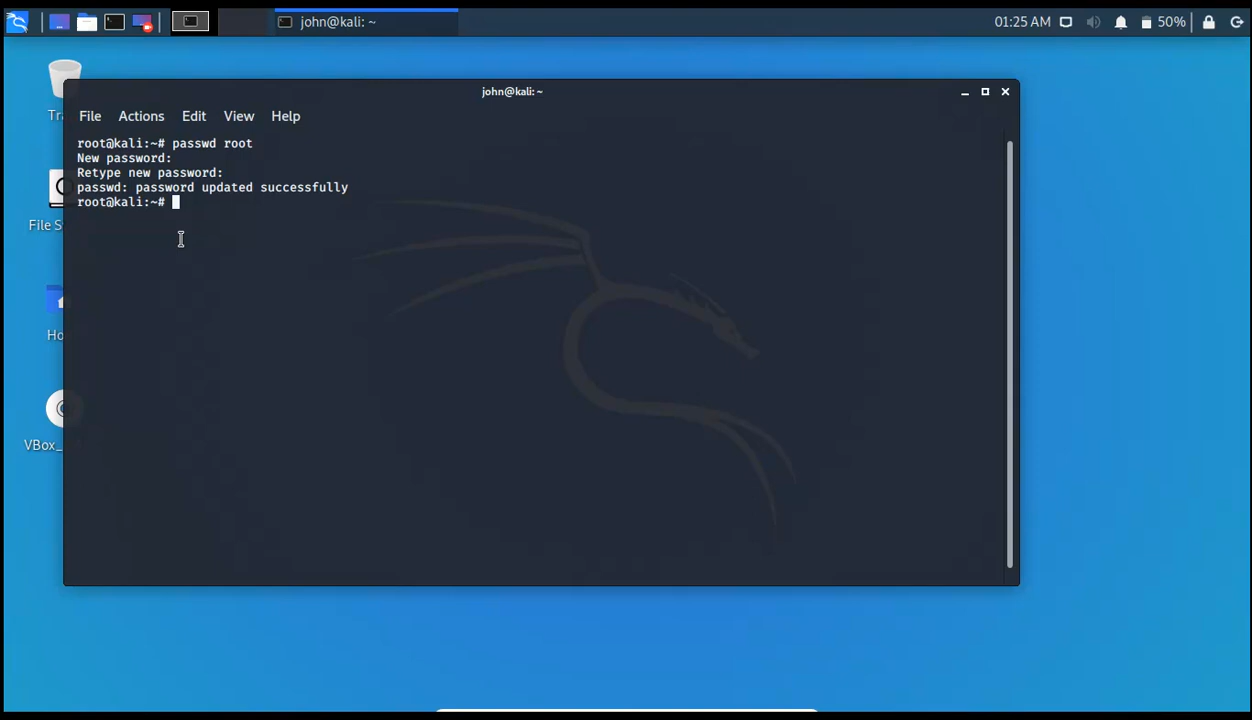 john@kali: ~
01:25 AM
50%
john@kali: ~
File Actions Edit View Help
root@kali:~# passwd root
New password:
Retype new password:
passwd: password updated successfully
root@kali:~#
File S
VBox_